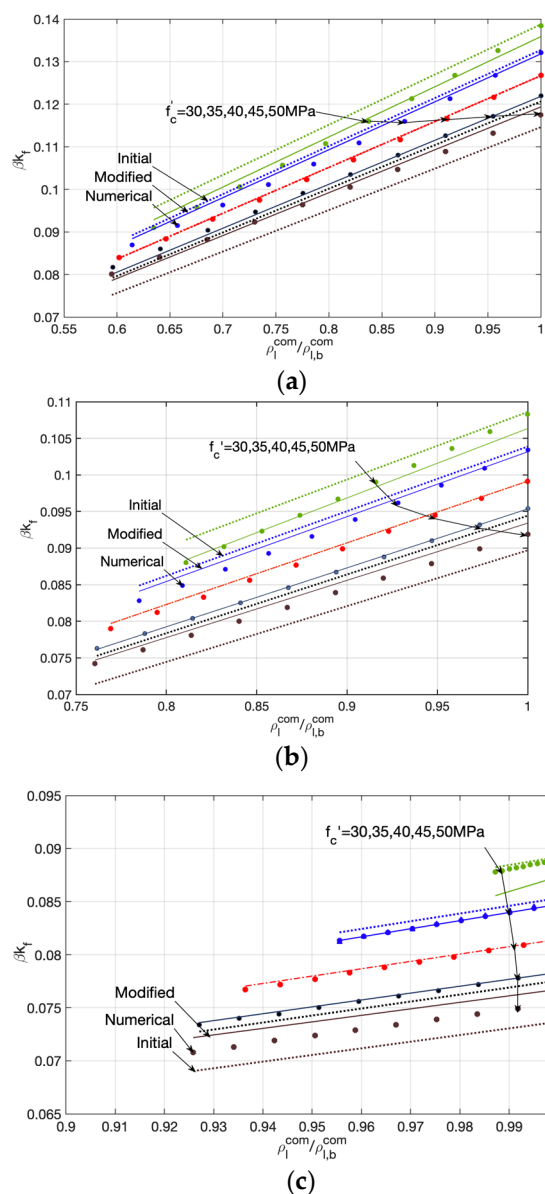 0.14
0.13
0.12
0.11
0.1
0.09
0.08
0.07
βk_f
f_c'=30,35,40,45,50MPa
Initial
Modified
Numerical
0.55 0.6 0.65 0.7 0.75 0.8 0.85 0.9 0.95 1
ρ_l^com/ρ_l,b^com
(a)
0.11
0.105
0.1
0.095
0.09
0.085
0.08
0.075
0.07
βk_f
f_c'=30,35,40,45,50MPa
Initial
Modified
Numerical
0.75 0.8 0.85 0.9 0.95 1
ρ_l^com/ρ_l,b^com
(b)
0.095
0.09
0.085
0.08
0.075
0.07
0.065
βk_f
f_c'=30,35,40,45,50MPa
Modified
Numerical
Initial
0.9 0.91 0.92 0.93 0.94 0.95 0.96 0.97 0.98 0.99
ρ_l^com/ρ_l,b^com
(c)